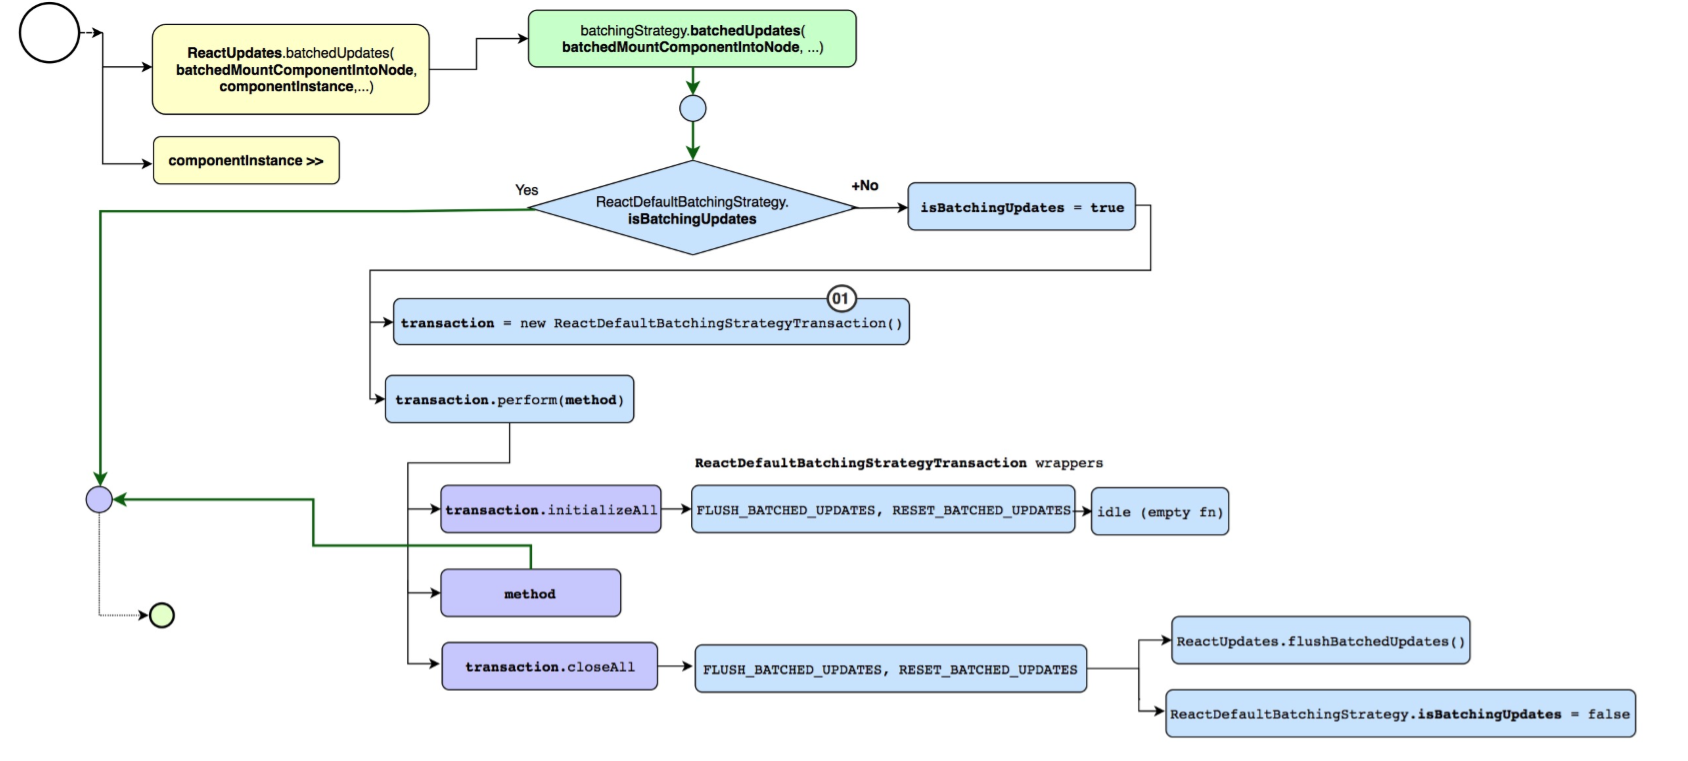 ReactUpdates.batchedUpdates(
batchedMountComponentIntoNode,
componentInstance,...)
batchingStrategy.batchedUpdates(
batchedMountComponentIntoNode, ...)
componentInstance >>
Yes
ReactDefaultBatchingStrategy.
isBatchingUpdates
+No
isBatchingUpdates = true
01
transaction = new ReactDefaultBatchingStrategyTransaction()
transaction.perform(method)
ReactDefaultBatchingStrategyTransaction wrappers
transaction.initializeAll
FLUSH_BATCHED_UPDATES, RESET_BATCHED_UPDATES
idle (empty fn)
method
transaction.closeAll
FLUSH_BATCHED_UPDATES, RESET_BATCHED_UPDATES
ReactUpdates.flushBatchedUpdates()
ReactDefaultBatchingStrategy.isBatchingUpdates = false